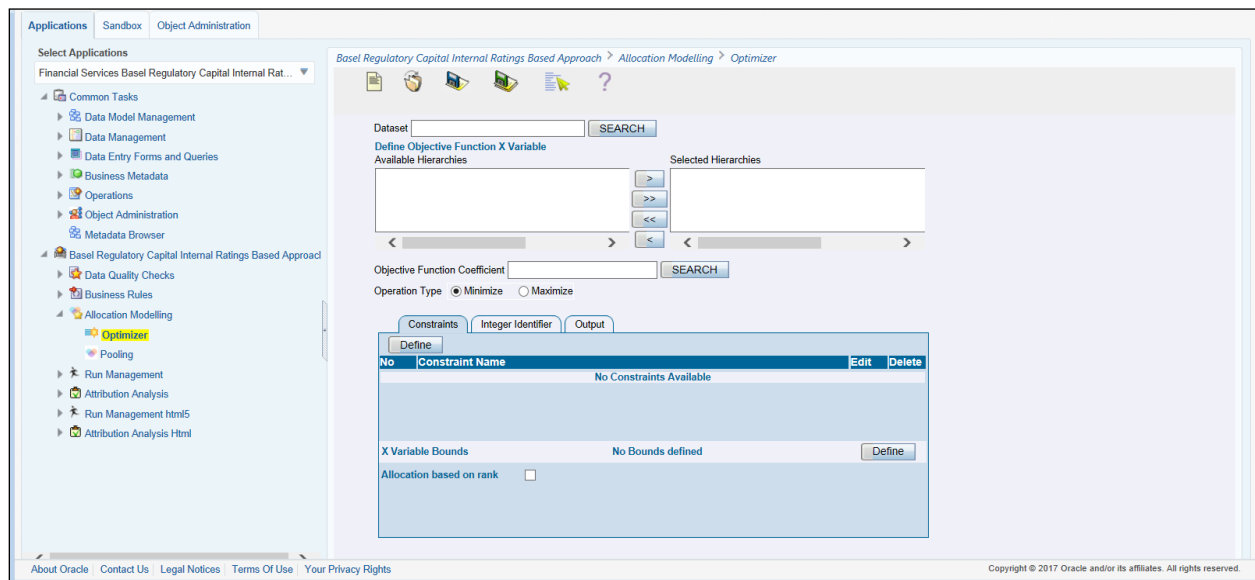 Applications Sandbox Object Administration
Select Applications
Financial Services Basel Regulatory Capital Internal Rat...
Common Tasks
Data Model Management
Data Management
Data Entry Forms and Queries
Business Metadata
Operations
Object Administration
Metadata Browser
Basel Regulatory Capital Internal Ratings Based Approacl
Data Quality Checks
Business Rules
Allocation Modelling
Optimizer
Pooling
Run Management
Attribution Analysis
Run Management html5
Attribution Analysis Html
Basel Regulatory Capital Internal Ratings Based Approach > Allocation Modelling > Optimizer
?
Dataset SEARCH
Define Objective Function X Variable
Available Hierarchies Selected Hierarchies
>
>>
<<
<
Objective Function Coefficient SEARCH
Operation Type Minimize Maximize
Constraints Integer Identifier Output
Define
No Constraint Name Edit Delete
No Constraints Available
X Variable Bounds No Bounds defined Define
Allocation based on rank
About Oracle Contact Us Legal Notices Terms Of Use Your Privacy Rights Copyright © 2017 Oracle and/or its affiliates. All rights reserved.